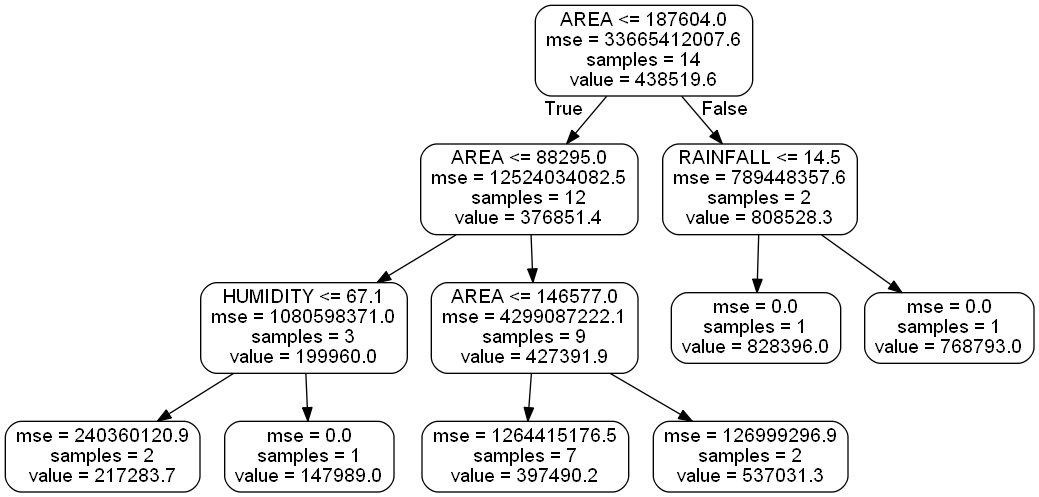 AREA <= 187604.0
mse = 33665412007.6
samples = 14
value = 438519.6
True
False
AREA <= 88295.0
mse = 12524034082.5
samples = 12
value = 376851.4
RAINFALL <= 14.5
mse = 789448357.6
samples = 2
value = 808528.3
HUMIDITY <= 67.1
mse = 1080598371.0
samples = 3
value = 199960.0
AREA <= 146577.0
mse = 4299087222.1
samples = 9
value = 427391.9
mse = 0.0
samples = 1
value = 828396.0
mse = 0.0
samples = 1
value = 768793.0
mse = 240360120.9
samples = 2
value = 217283.7
mse = 0.0
samples = 1
value = 147989.0
mse = 1264415176.5
samples = 7
value = 397490.2
mse = 126999296.9
samples = 2
value = 537031.3